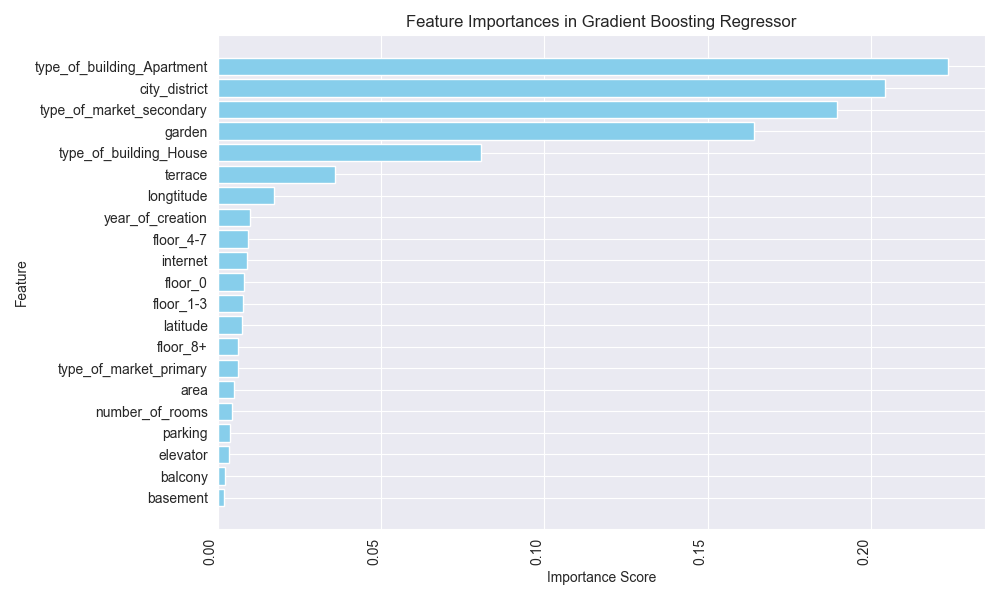 Feature Importances in Gradient Boosting Regressor
type_of_building_Apartment
city_district
type_of_market_secondary
garden
type_of_building_House
terrace
longtitude
year_of_creation
floor_4-7
internet
floor_0
floor_1-3
latitude
floor_8+
type_of_market_primary
area
number_of_rooms
parking
elevator
balcony
basement
Feature
0.00
0.05
0.10
0.15
0.20
Importance Score